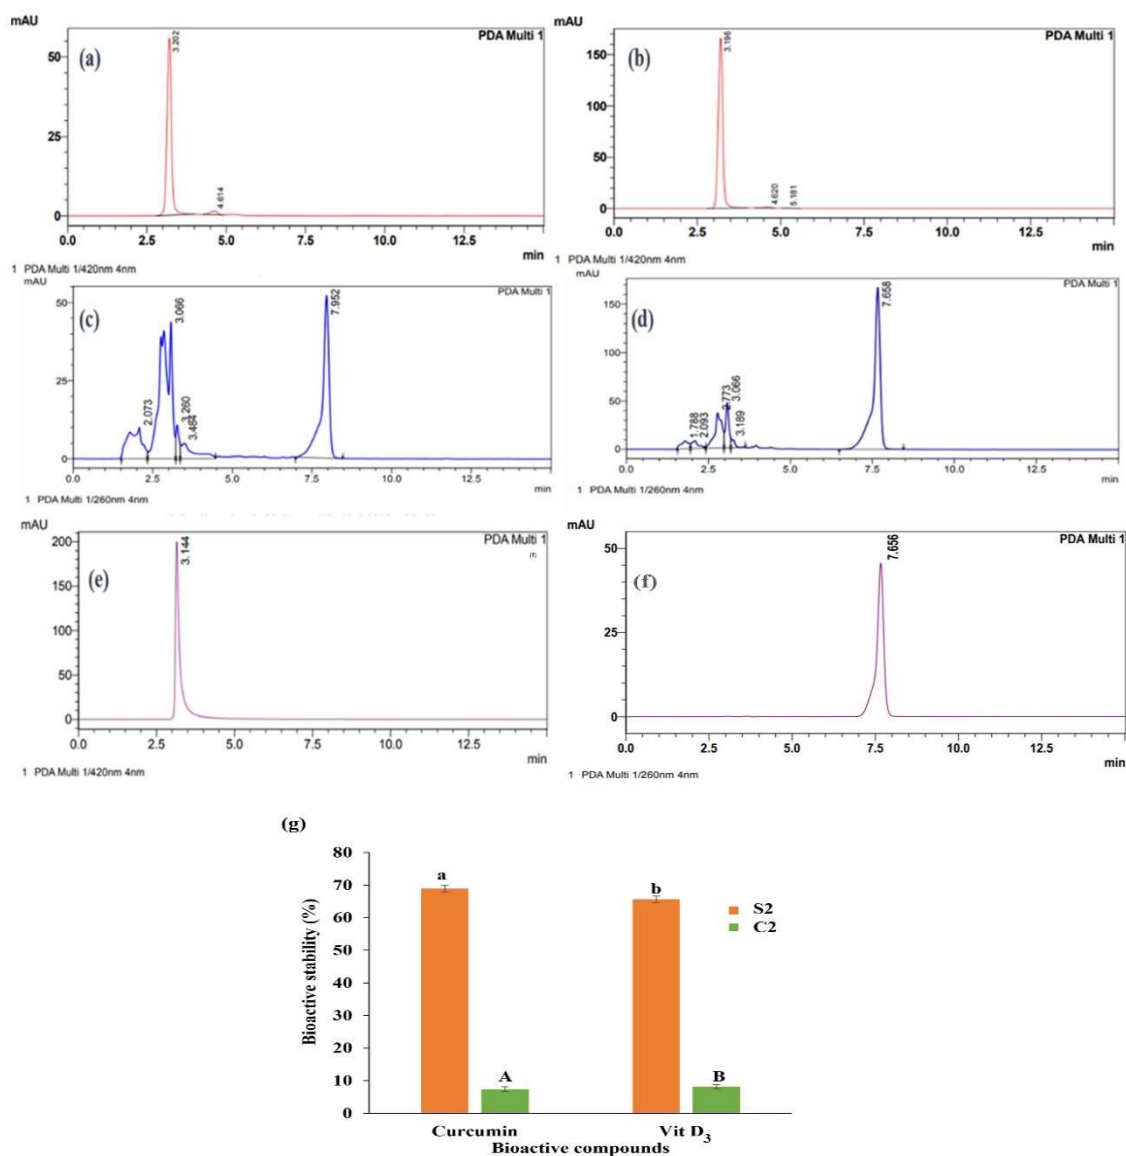 mAU
PDA Multi 1
(a)
3.202
4.614
50
25
0
0.0 2.5 5.0 7.5 10.0 12.5
min
1 PDA Multi 1/420nm 4nm
mAU
PDA Multi 1
(b)
3.196
4.620
5.181
150
100
50
0
0.0 2.5 5.0 7.5 10.0 12.5
min
1 PDA Multi 1/420nm 4nm
mAU
PDA Multi 1
(c)
2.073
3.066
3.260
3.484
7.952
50
25
0
0.0 2.5 5.0 7.5 10.0 12.5
min
1 PDA Multi 1/260nm 4nm
mAU
PDA Multi 1
(d)
1.788
2.093
2.773
3.066
3.189
7.658
150
100
50
0
0.0 2.5 5.0 7.5 10.0 12.5
min
1 PDA Multi 1/260nm 4nm
mAU
PDA Multi 1
(e)
3.144
200
150
100
50
0
0.0 2.5 5.0 7.5 10.0 12.5
min
1 PDA Multi 1/420nm 4nm
mAU
PDA Multi 1
(f)
7.656
50
25
0
0.0 2.5 5.0 7.5 10.0 12.5
min
1 PDA Multi 1/260nm 4nm
(g)
Bioactive stability (%)
80
70
60
50
40
30
20
10
0
a
A
b
B
S2
C2
Curcumin Vit D3
Bioactive compounds